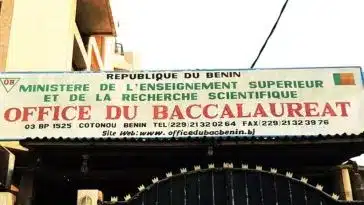 REPUBLIQUE DU BENIN
OB
MINISTERE DE L'ENSEIGNEMENT SUPERIEUR
ET DE LA RECHERCHE SCIENTIFIQUE
OFFICE DU BACCALAUREAT
03 BP 1525 COTONOU BENIN TEL(229)21320264 FAX(229)21323976
Site Web:www.officedubacbenin.bj